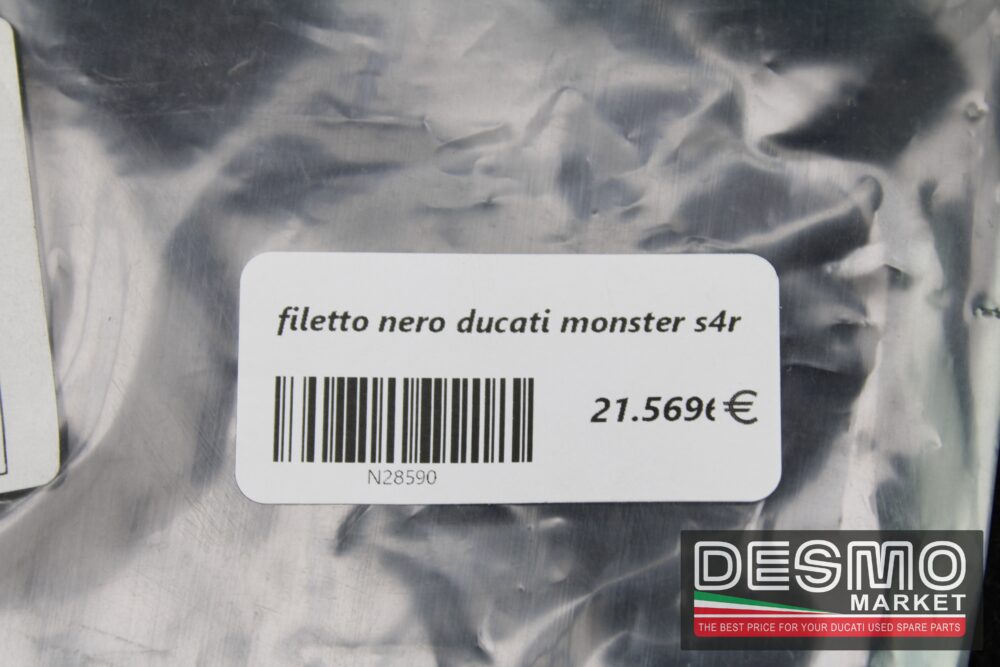 filetto nero ducati monster s4r
21.569€
N28590
DESMO
MARKET
THE BEST PRICE FOR YOUR DUCATI USED SPARE PARTS